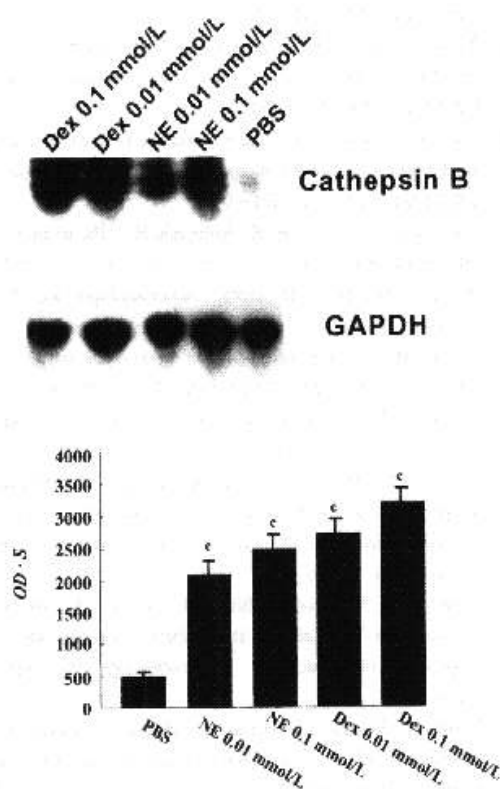 Dex 0.1 mmol/L
Dex 0.01 mmol/L
NE 0.01 mmol/L
NE 0.1 mmol/L
PBS
Cathepsin B
GAPDH
4000
3500
3000
2500
2000
1500
1000
500
0
OD · S
c
c
c
c
PBS
NE 0.01 mmol/L
NE 0.1 mmol/L
Dex 0.01 mmol/L
Dex 0.1 mmol/L